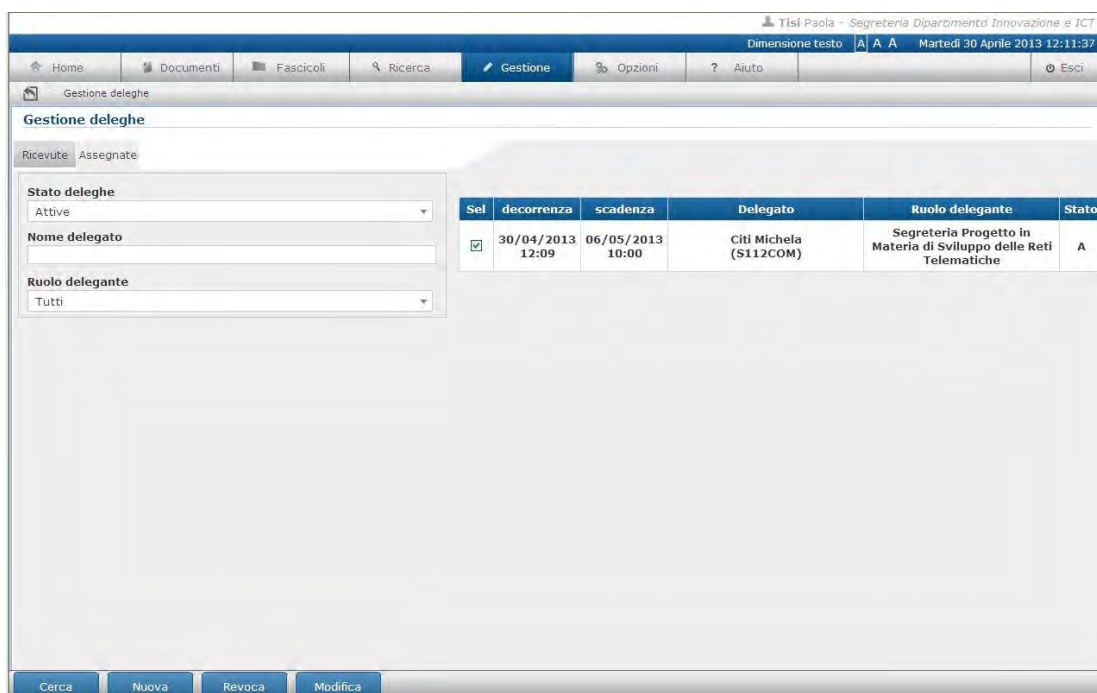 Tisi Paola - Segreteria Dipartimento Innovazione e ICT
Dimensione testo A A A Martedì 30 Aprile 2013 12:11:37
Home Documenti Fascicoli Ricerca Gestione Opzioni ? Aiuto Esci
Gestione deleghe
Gestione deleghe
Ricevute Assegnate
Stato deleghe
Attive
Nome delegato
Ruolo delegante
Tutti
Sel decorrenza scadenza Delegato Ruolo delegante Stato
30/04/2013 12:09 06/05/2013 10:00 Citi Michela (S112COM) Segreteria Progetto in Materia di Sviluppo delle Reti Telematiche A
Cerca Nuova Revoca Modifica